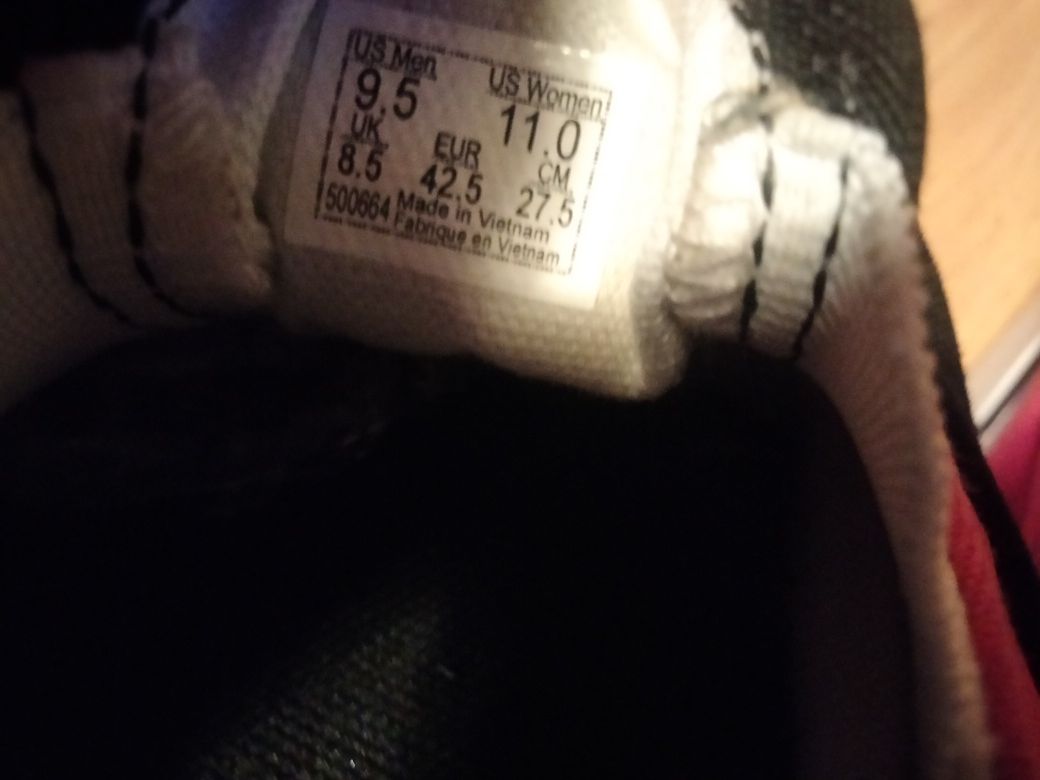 US Men US Women
9.5 11.0
UK EUR CM
8.5 42.5 27.5
500664 Made in Vietnam
Fabrique en Vietnam